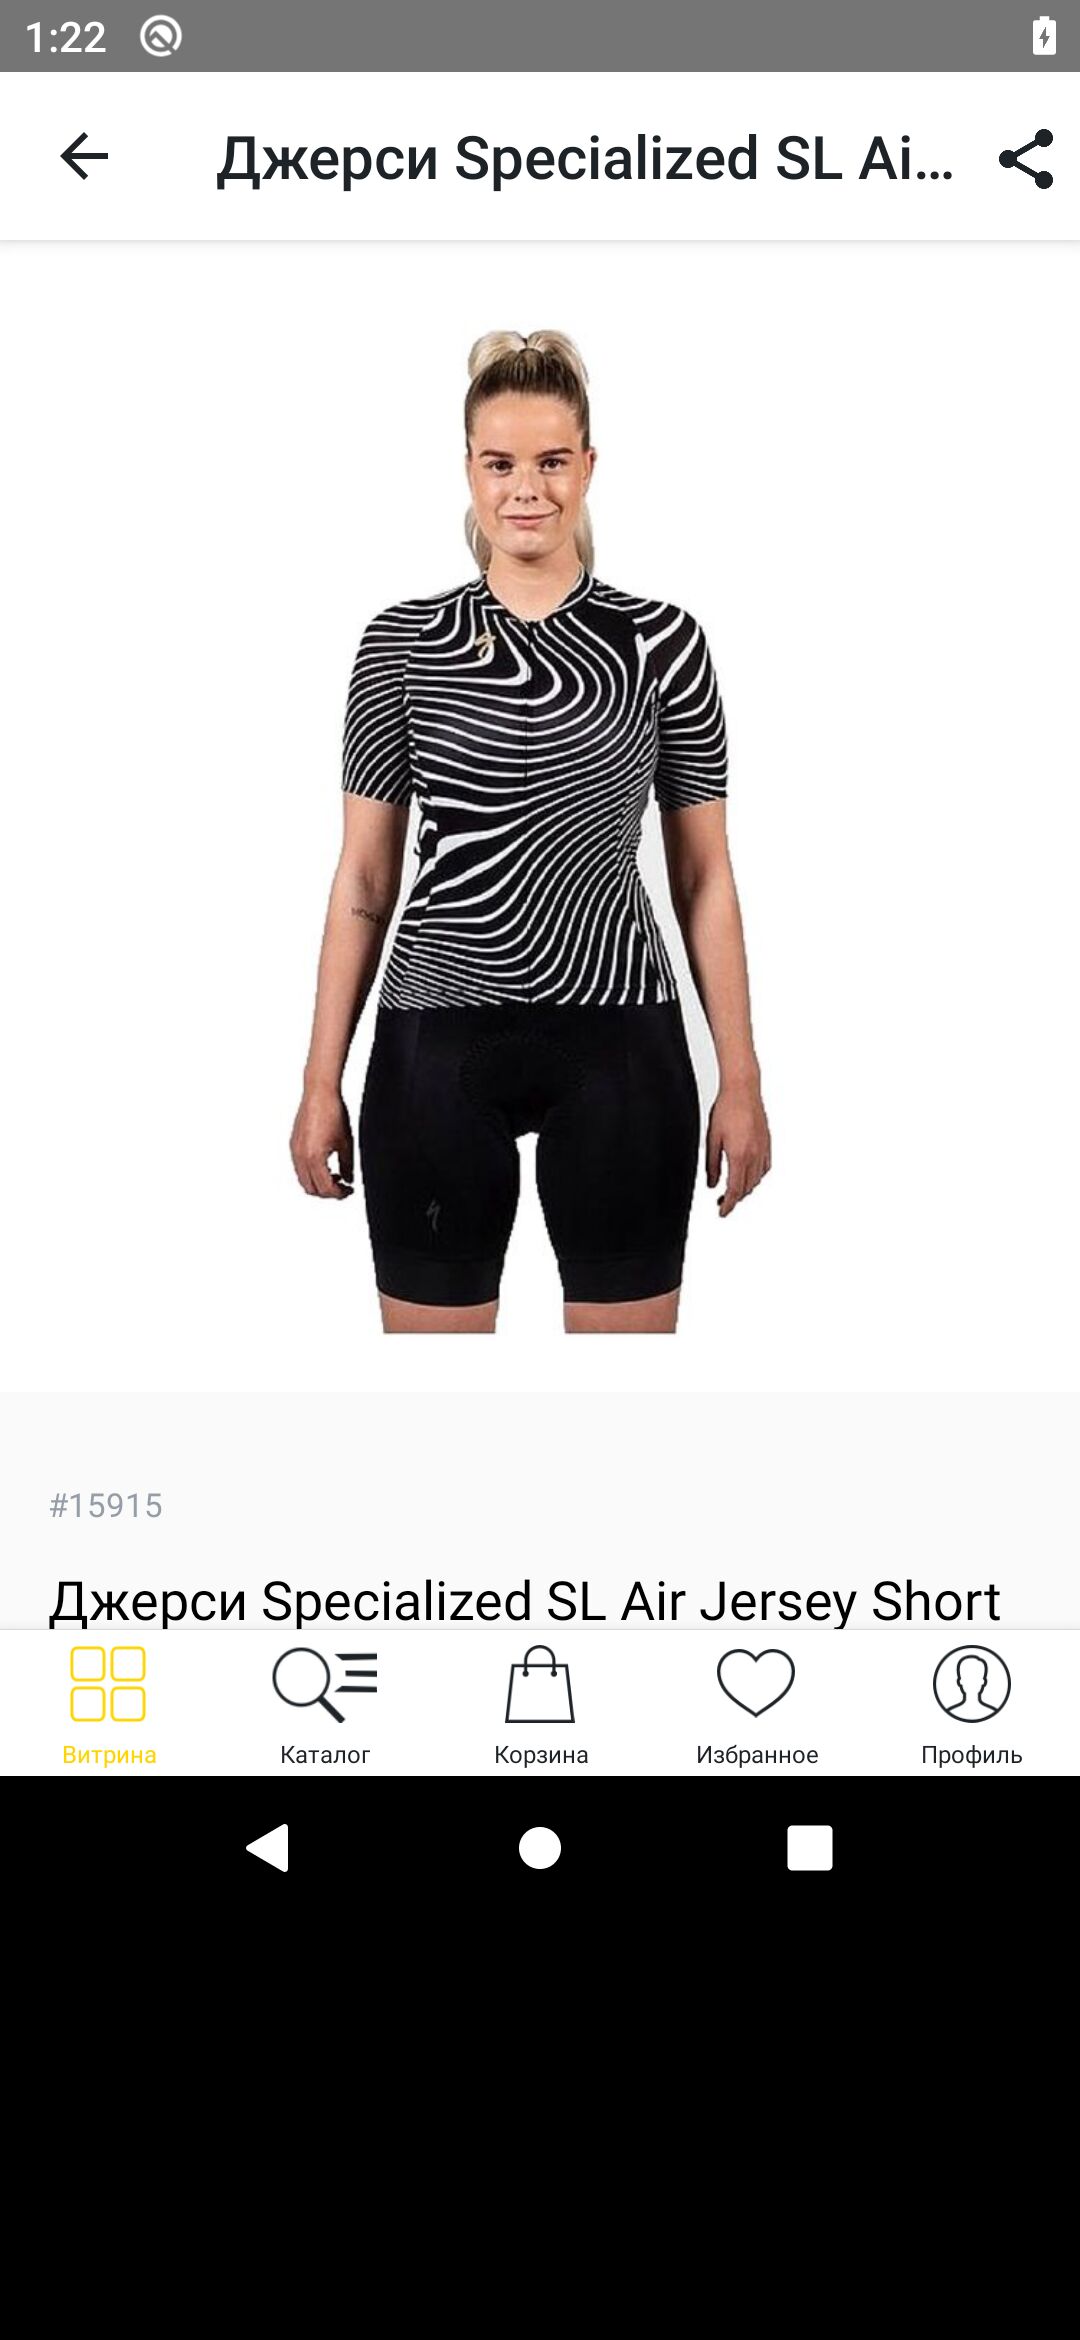 1:22
Джерси Specialized SL Ai...
#15915
Джерси Specialized SL Air Jersey Short
Витрина
Каталог
Корзина
Избранное
Профиль